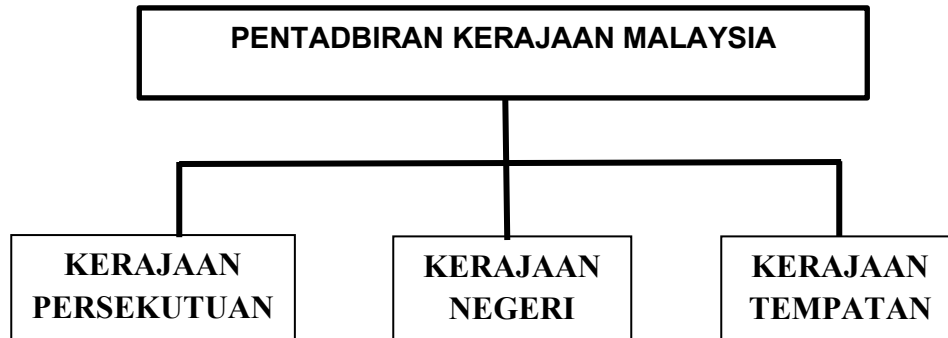 PENTADBIRAN KERAJAAN MALAYSIA
KERAJAAN
PERSEKUTUAN
KERAJAAN
NEGERI
KERAJAAN
TEMPATAN